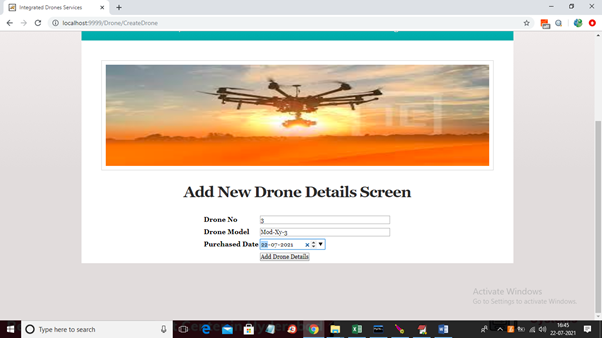 Integrated Drones Services
localhost:9999/Drone/CreateDrone
Add New Drone Details Screen
Drone No 3
Drone Model Mod-Xy-3
Purchased Date 22-07-2021
Add Drone Details
Activate Windows
Go to Settings to activate Windows.
Type here to search
16:45
22-07-2021